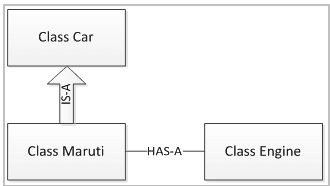 Class Car
IS-A
Class Maruti
HAS-A
Class Engine